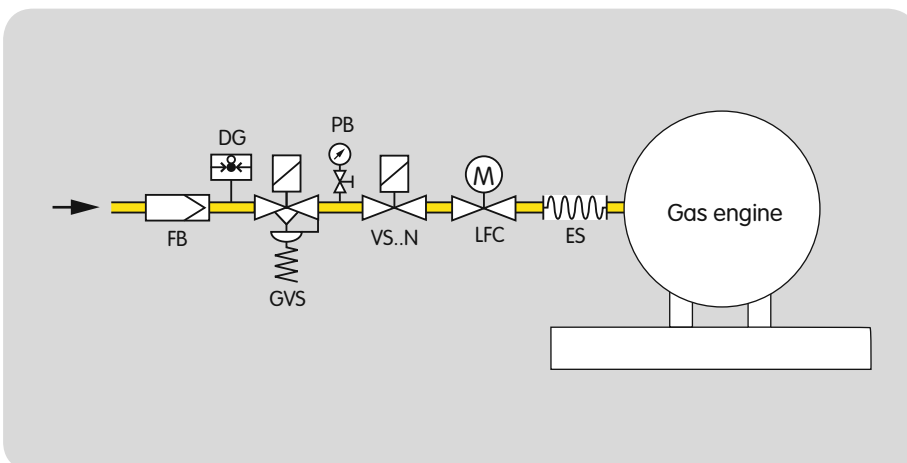 DG
PB
M
Gas engine
FB
VS..N
LFC
ES
GVS